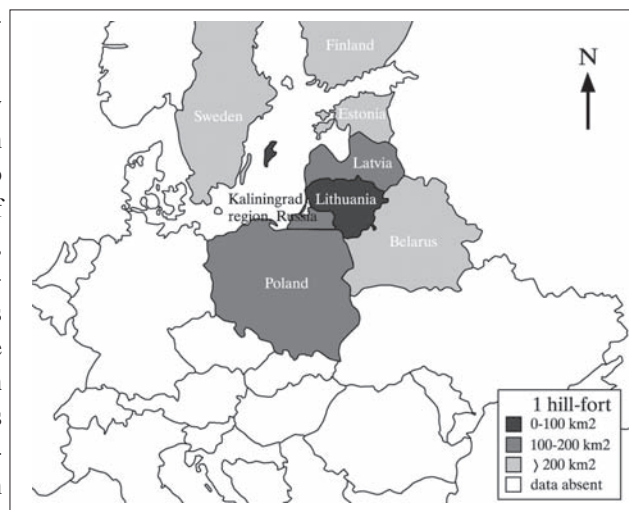 Finland
N
Sweden
Estonia
Latvia
Kaliningrad
region, Russia
Lithuania
Belarus
Poland
1 hill-fort
0-100 km2
100-200 km2
⟩ 200 km2
data absent